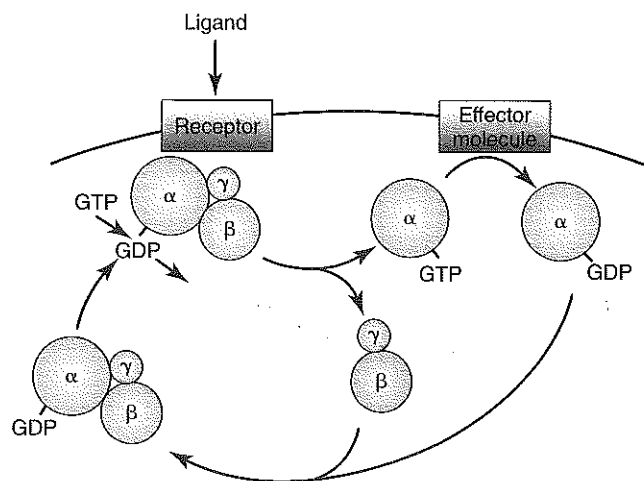 Ligand
Receptor
Effector
molecule
α
γ
β
GTP
GDP
α
GTP
α
GDP
γ
β
α
γ
β
GDP